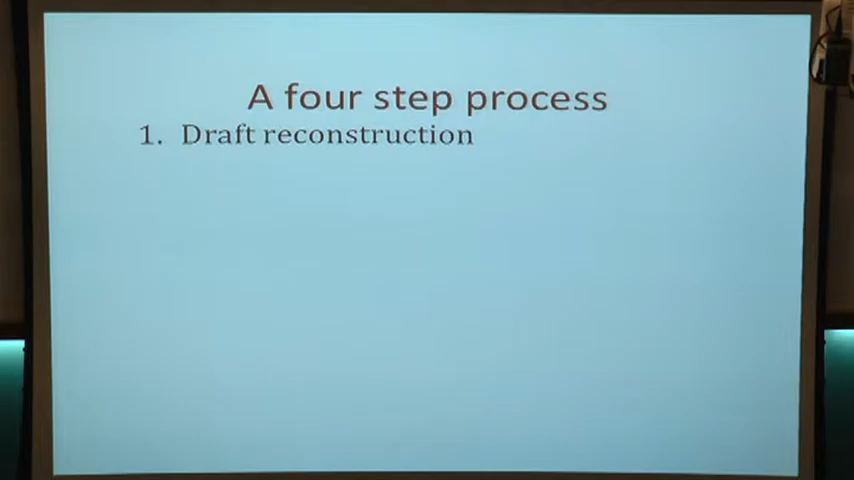 A four step process
1. Draft reconstruction